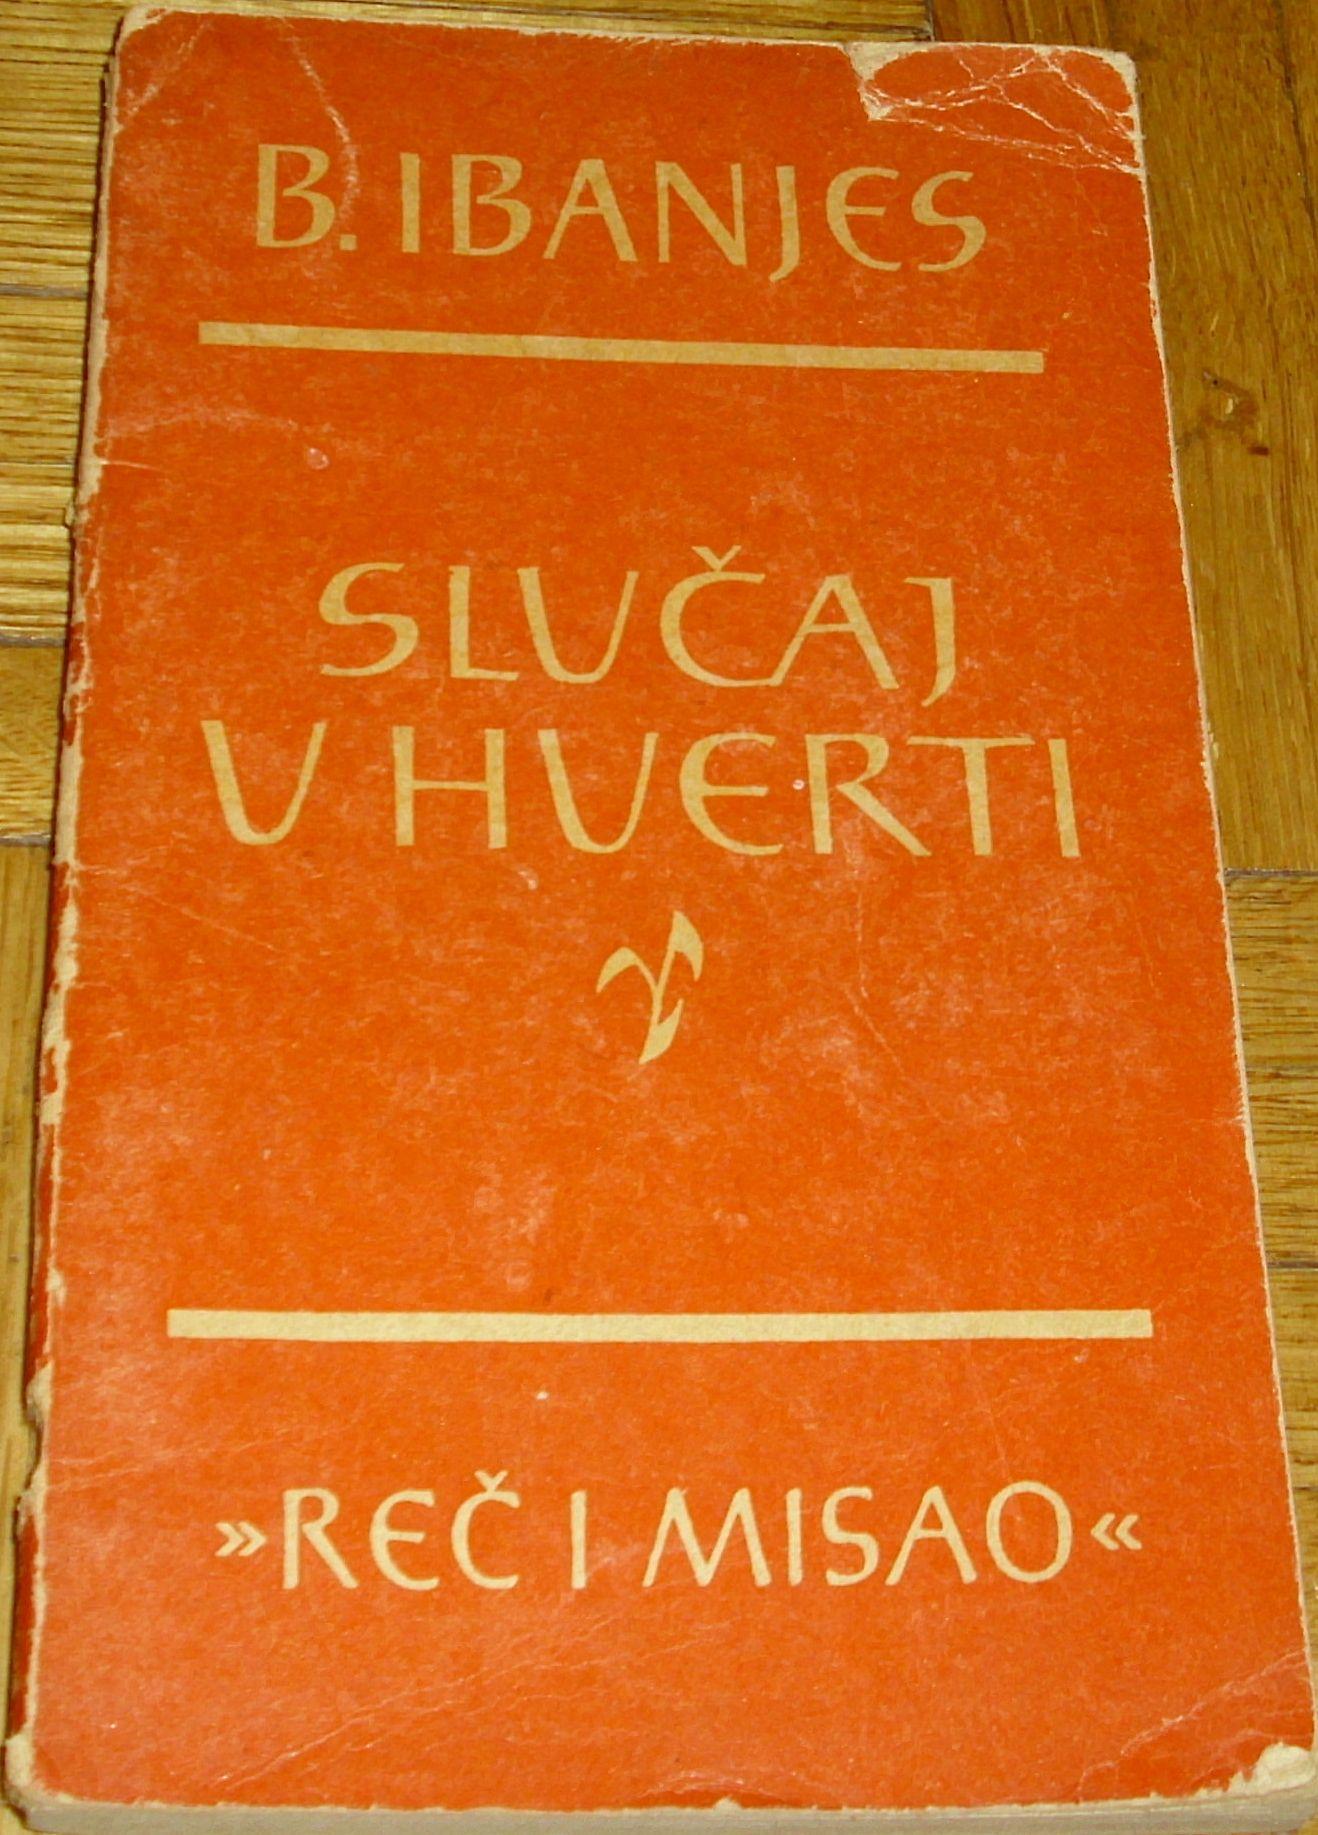 B. IBANJES
SLUČAJ
U HUERTI
»REČ I MISAO«